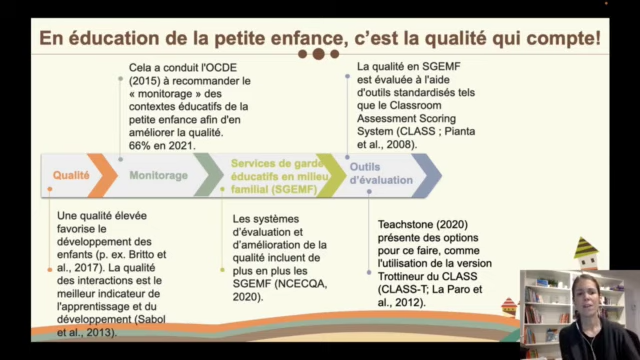 En éducation de la petite enfance, c'est la qualité qui compte!
Cela a conduit l'OCDE
(2015) à recommander le
« monitorage » des
contextes éducatifs de la
petite enfance afin d'en
améliorer la qualité.
66% en 2021.
La qualité en SGEMF
est évaluée à l'aide
d'outils standardisés tels
que le Classroom
Assessment Scoring
System (CLASS ; Pianta
et al., 2008).
Qualité
Monitorage
Services de garde
éducatifs en milieu
familial (SGEMF)
Outils
d'évaluation
Une qualité élevée
favorise le
développement des
enfants (p. ex. Britto et
al., 2017). La qualité
des interactions est le
meilleur indicateur de
l'apprentissage et du
développement (Sabol
et al., 2013).
Les systèmes
d'évaluation et
d'amélioration de la
qualité incluent de
plus en plus les
SGEMF (NCECQA,
2020).
Teachstone (2020)
présente des options
pour ce faire, comme
l'utilisation de la version
Trottineur du CLASS
(CLASS-T; La Paro et
al., 2012).